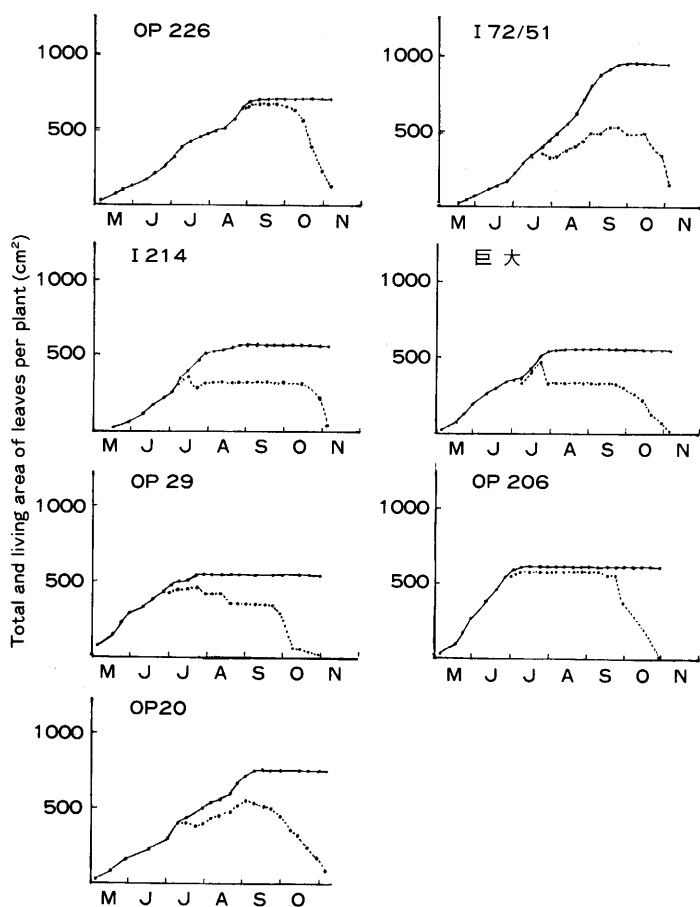 Total and living area of leaves per plant (cm²)
OP 226
1000
500
M J J A S O N
I 72/51
1000
500
M J J A S O N
I 214
1000
500
M J J A S O N
巨大
1000
500
M J J A S O N
OP 29
1000
500
M J J A S O N
OP 206
1000
500
M J J A S O N
OP20
1000
500
M J J A S O